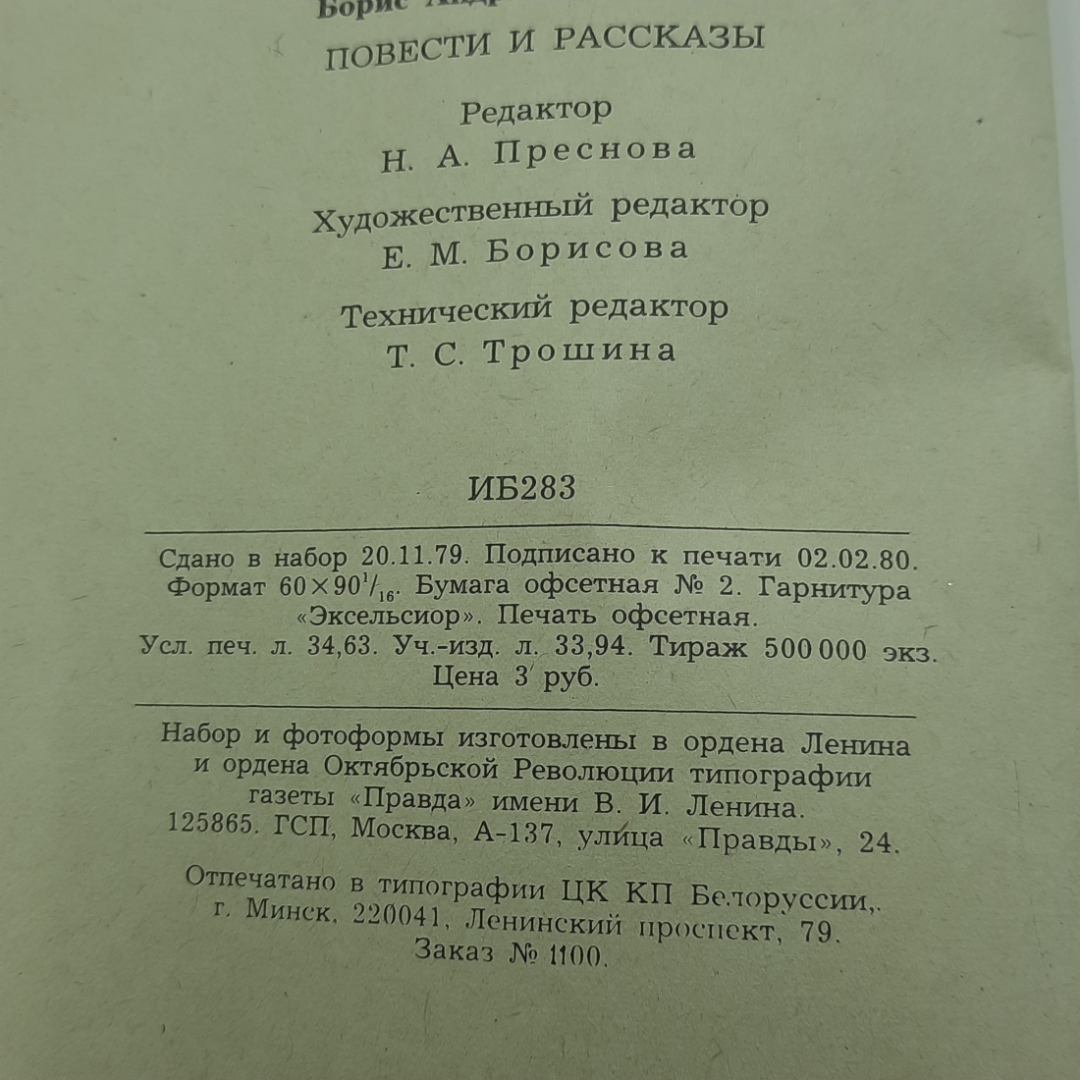 Борис
ПОВЕСТИ И РАССКАЗЫ
Редактор
Н. А. Преснова
Художественный редактор
Е. М. Борисова
Технический редактор
Т. С. Трошина
ИБ283
Сдано в набор 20.11.79. Подписано к печати 02.02.80.
Формат 60×90¹/₁₆. Бумага офсетная № 2. Гарнитура
«Эксельсиор». Печать офсетная.
Усл. печ. л. 34,63. Уч.-изд. л. 33,94. Тираж 500 000 экз.
Цена 3 руб.
Набор и фотоформы изготовлены в ордена Ленина
и ордена Октябрьской Революции типографии
газеты «Правда» имени В. И. Ленина.
125865. ГСП, Москва, А-137, улица «Правды», 24.
Отпечатано в типографии ЦК КП Белоруссии,
г. Минск, 220041, Ленинский проспект, 79.
Заказ № 1100.